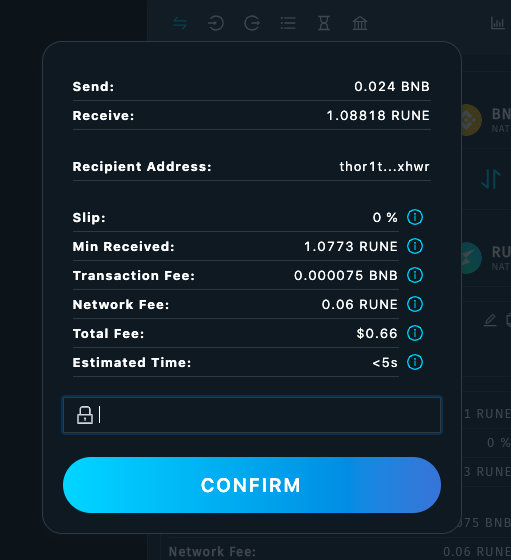 Send: 0.024 BNB
Receive: 1.08818 RUNE
Recipient Address: thor1t...xhwr
Slip: 0 %
Min Received: 1.0773 RUNE
Transaction Fee: 0.000075 BNB
Network Fee: 0.06 RUNE
Total Fee: $0.66
Estimated Time: <5s
CONFIRM
BN
NAT
RU
NAT
1 RUNE
0 %
3 RUNE
075 BNB
Network Fee: 0.06 RUNE